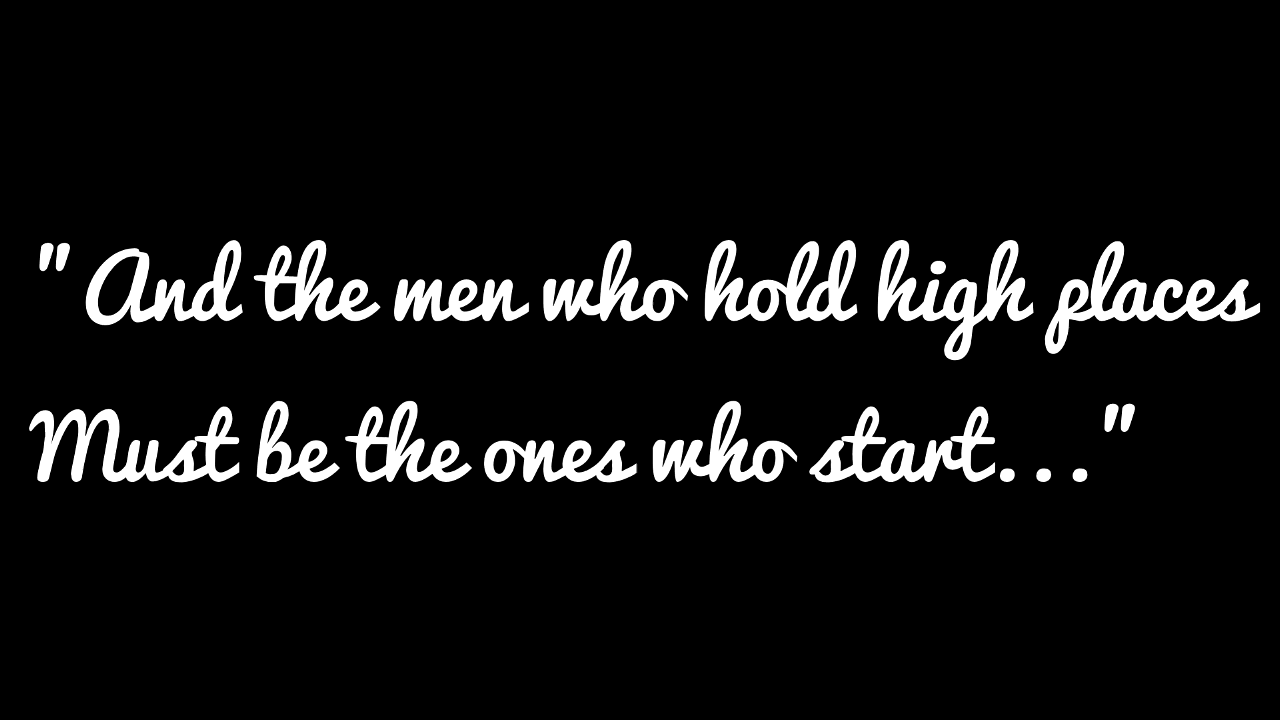 "And the men who hold high places
Must be the ones who start..."